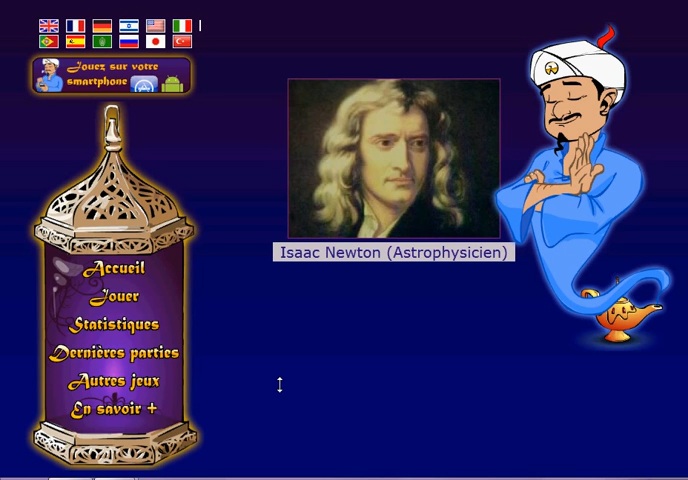 Jouez sur votre
smartphone
Isaac Newton (Astrophysicien)
Accueil
Jouer
Statistiques
Dernières parties
Autres jeux
En savoir +